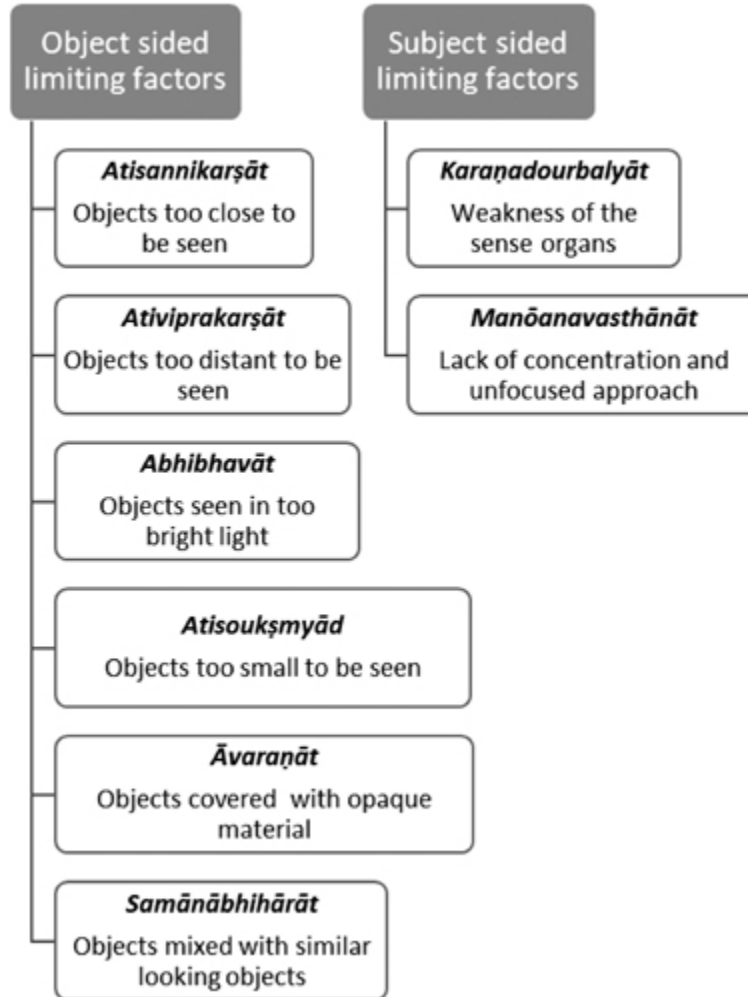 Object sided
limiting factors
Atisannikarṣāt
Objects too close to
be seen
Ativiprakarṣāt
Objects too distant to be
seen
Abhibhavāt
Objects seen in too
bright light
Atisoukṣmyād
Objects too small to be seen
Āvaraṇāt
Objects covered with opaque
material
Samānābhihārāt
Objects mixed with similar
looking objects
Subject sided
limiting factors
Karaṇadourbalyāt
Weakness of the
sense organs
Manōanavasthānāt
Lack of concentration and
unfocused approach